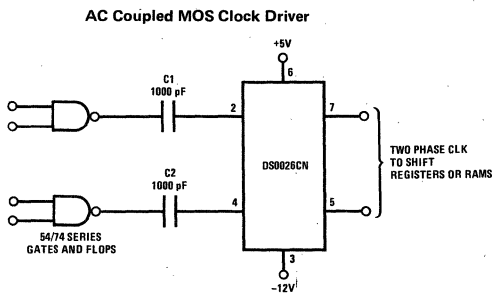 AC Coupled MOS Clock Driver
+5V
6
C1
1000 pF
2
7
DS0026CN
TWO PHASE CLK
TO SHIFT
REGISTERS OR RAMS
C2
1000 pF
4
5
54/74 SERIES
GATES AND FLOPS
3
−12V